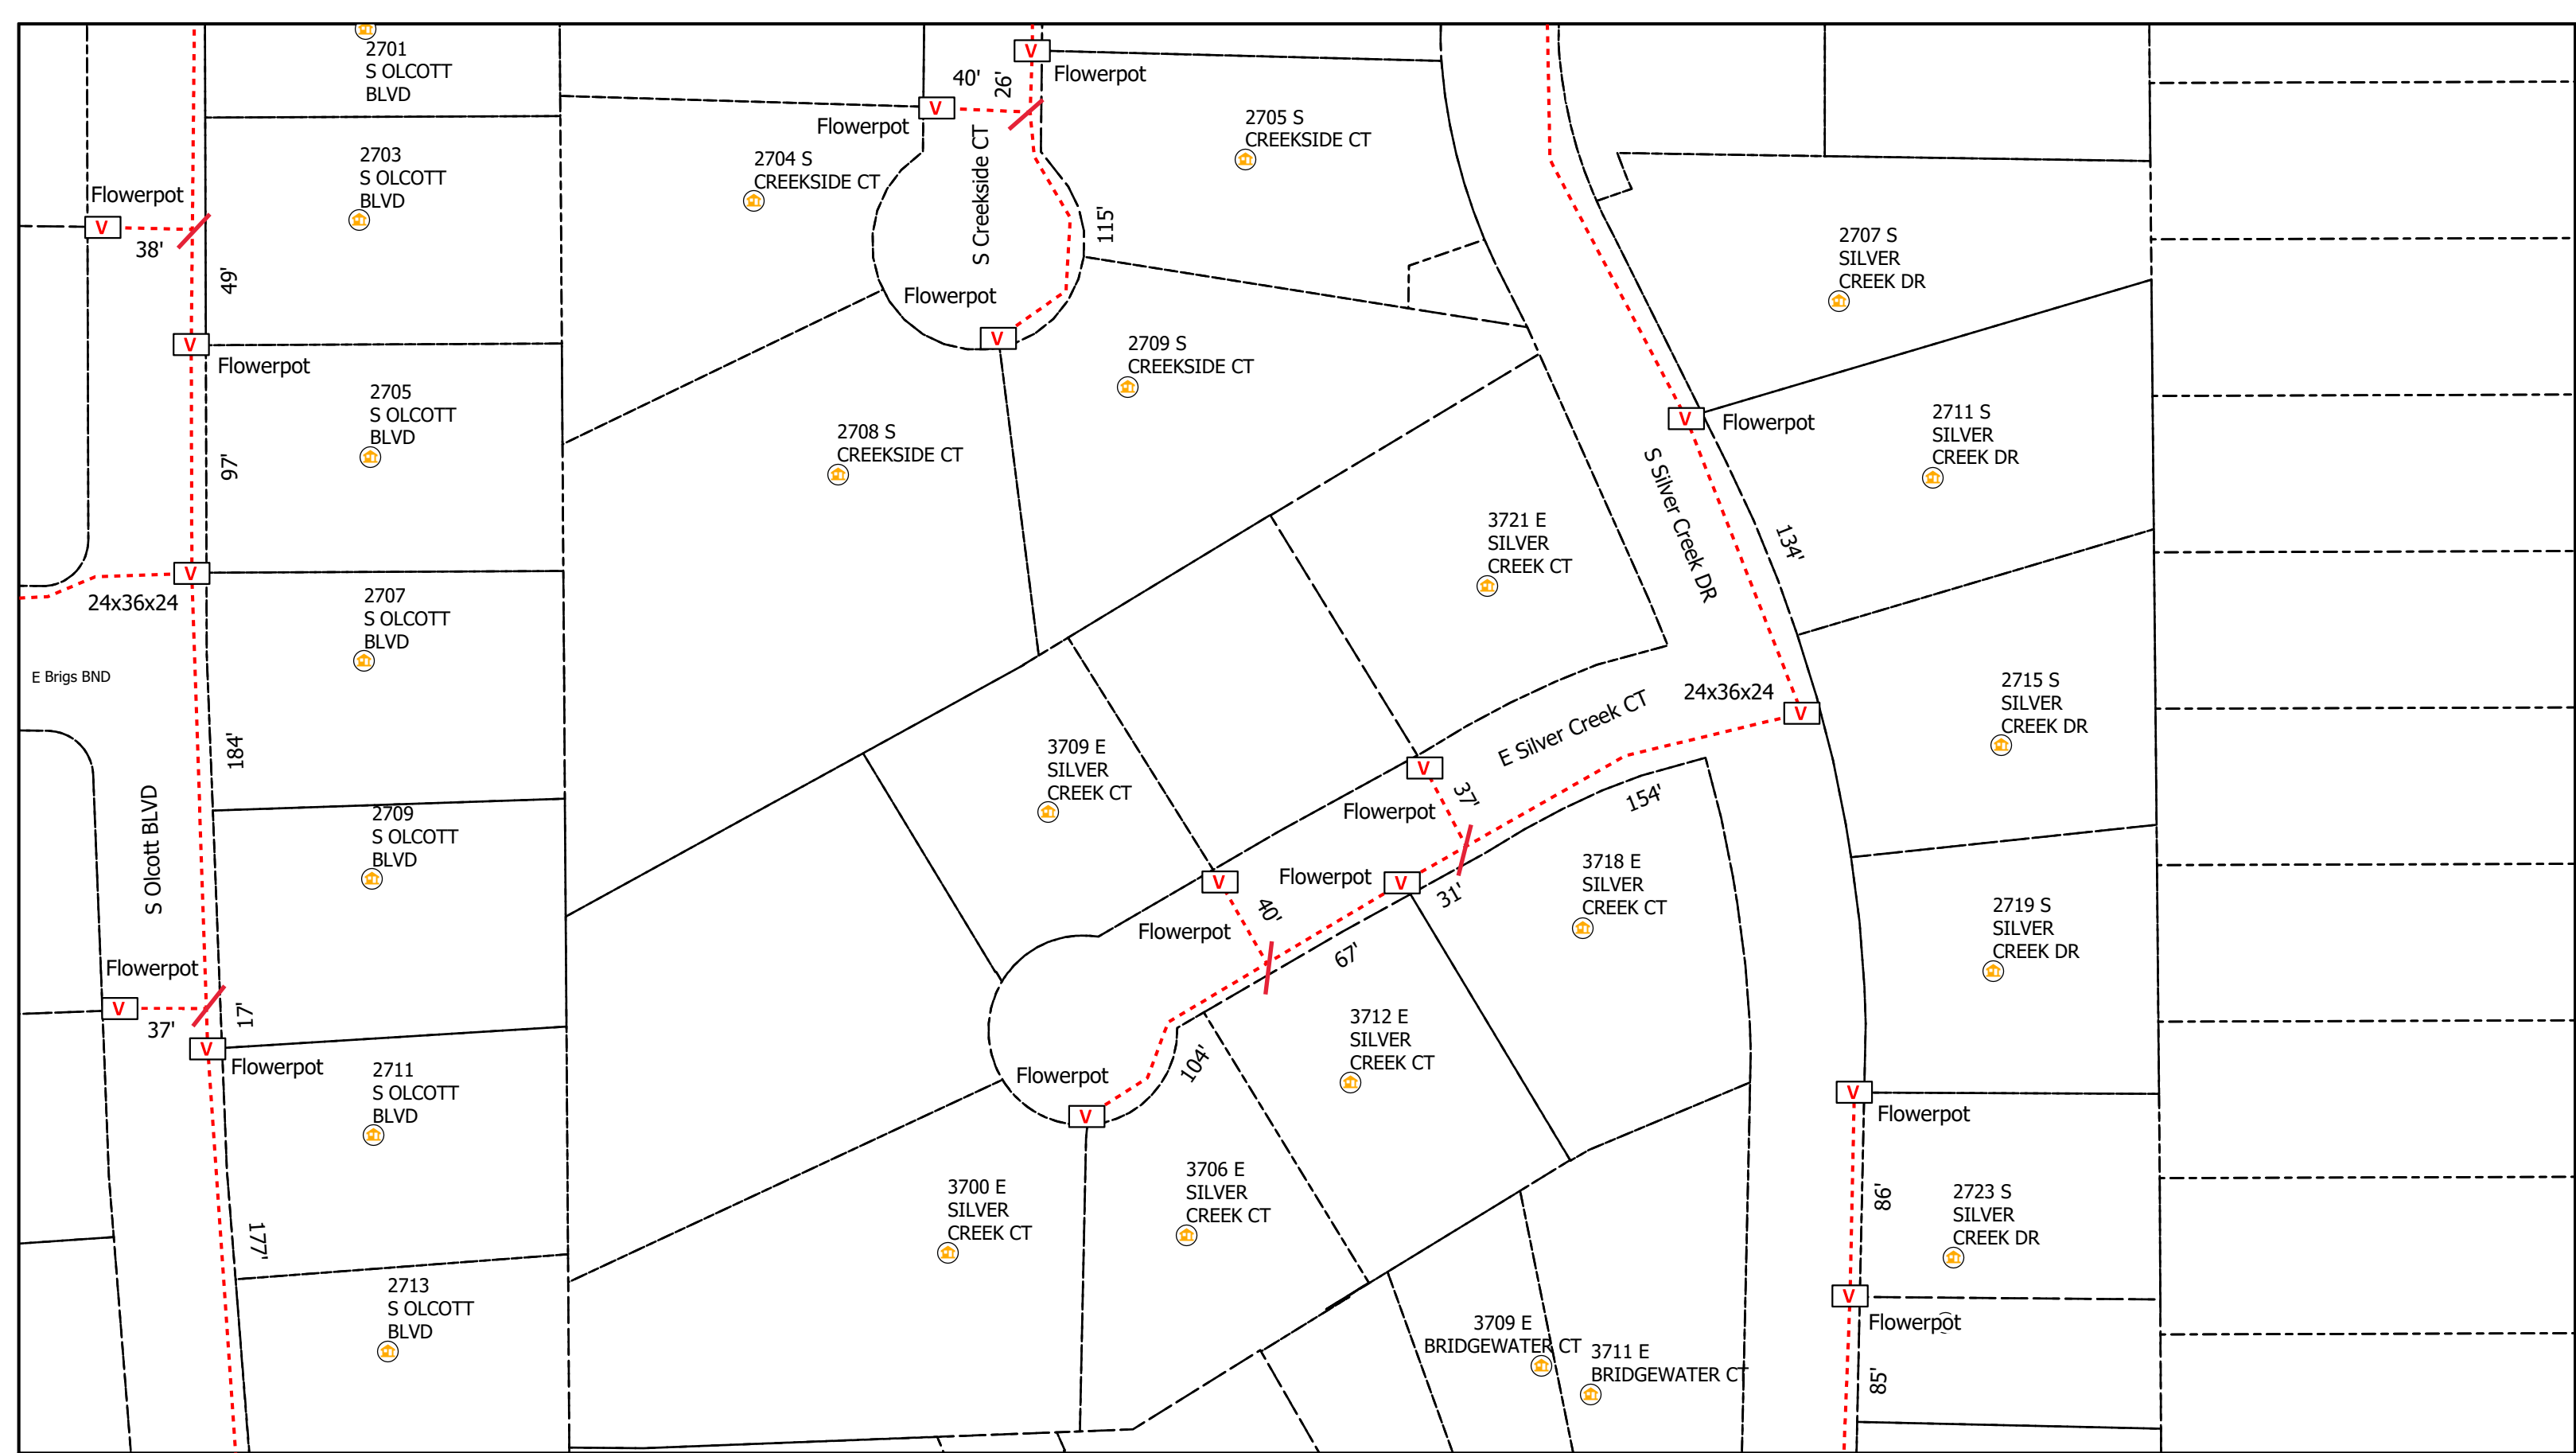 2701
S OLCOTT
BLVD
V
Flowerpot
40'
26'
V
Flowerpot
2705 S
CREEKSIDE CT
2703
S OLCOTT
BLVD
2704 S
CREEKSIDE CT
S Creekside CT
115'
Flowerpot
V
38'
49'
2707 S
SILVER
CREEK DR
Flowerpot
V
V
Flowerpot
2709 S
CREEKSIDE CT
2705
S OLCOTT
BLVD
97'
2708 S
CREEKSIDE CT
V
Flowerpot
2711 S
SILVER
CREEK DR
S Silver Creek DR
134'
3721 E
SILVER
CREEK CT
V
24x36x24
2707
S OLCOTT
BLVD
E Brigs BND
184'
24x36x24
V
2715 S
SILVER
CREEK DR
E Silver Creek CT
3709 E
SILVER
CREEK CT
V
Flowerpot
37'
154'
S Olcott BLVD
2709
S OLCOTT
BLVD
V
Flowerpot
40'
Flowerpot
V
31'
3718 E
SILVER
CREEK CT
2719 S
SILVER
CREEK DR
67'
Flowerpot
V
37'
17'
V
Flowerpot
2711
S OLCOTT
BLVD
104'
Flowerpot
V
3712 E
SILVER
CREEK CT
V
Flowerpot
177'
3700 E
SILVER
CREEK CT
3706 E
SILVER
CREEK CT
86'
2723 S
SILVER
CREEK DR
2713
S OLCOTT
BLVD
V
Flowerpot
3709 E
BRIDGEWATER CT
3711 E
BRIDGEWATER CT
85'